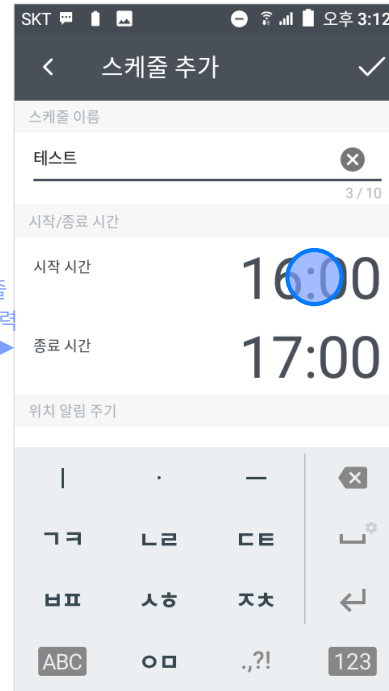 SKT 오후 3:12
스케줄 추가
스케줄 이름
테스트
3 / 10
시작/종료 시간
시작 시간 16:00
종료 시간 17:00
위치 알림 주기
ㅣ · ㅡ
ㄱㅋ ㄴㄹ ㄷㅌ
ㅂㅍ ㅅㅎ ㅈㅊ
ABC ㅇㅁ .,?! 123